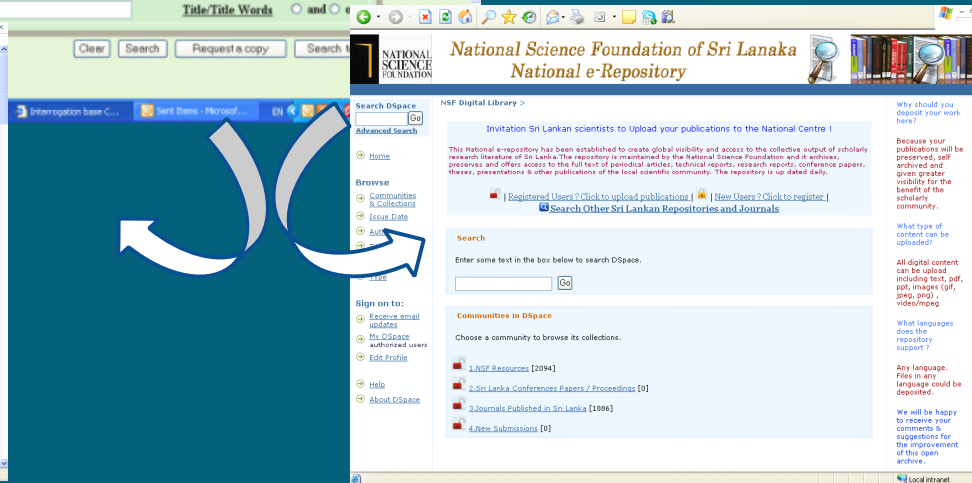 Title/Title Words
and
Clear
Search
Request a copy
Search
Interrogation base C...
Sent Items - Microsof...
EN
NATIONAL
SCIENCE
FOUNDATION
National Science Foundation of Sri Lanaka
National e-Repository
Search DSpace
Go
Advanced Search
Home
Browse
Communities
& Collections
Issue Date
Type
Sign on to:
Receive email
updates
My DSpace
authorized users
Edit Profile
Help
About DSpace
NSF Digital Library >
Invitation Sri Lankan scientists to Upload your publications to the National Centre !
This National e-repository has been established to create global visibility and access to the collective output of scholarly
research literature of Sri Lanka.The repository is maintained by the National Science Foundation and it archives,
preserves and offers access to the full text of periodical articles, technical reports, research reports, conference papers,
theses, presentations & other publications of the local scientific community. The repository is up dated daily.
| Registered Users ? Click to upload publications | | New Users ? Click to register |
Search Other Sri Lankan Repositories and Journals
Search
Enter some text in the box below to search DSpace.
Go
Communities in DSpace
Choose a community to browse its collections.
1.NSF Resources [2094]
2.Sri Lanka Conferences Papers / Proceedings [0]
3.Journals Published in Sri Lanka [1886]
4.New Submissions [0]
Why should you
deposit your work
here?
Because your
publications will be
preserved, self
archived and
given greater
visibility for the
benefit of the
scholarly
community.
What type of
content can be
uploaded?
All digital content
can be upload
including text, pdf,
ppt, images (gif,
jpeg, png) ,
video/mpeg
What languages
does the
repository
support ?
Any language.
Files in any
language could be
deposited.
We will be happy
to receive your
comments &
suggestions for
the improvement
of this open
archive.
Local intranet